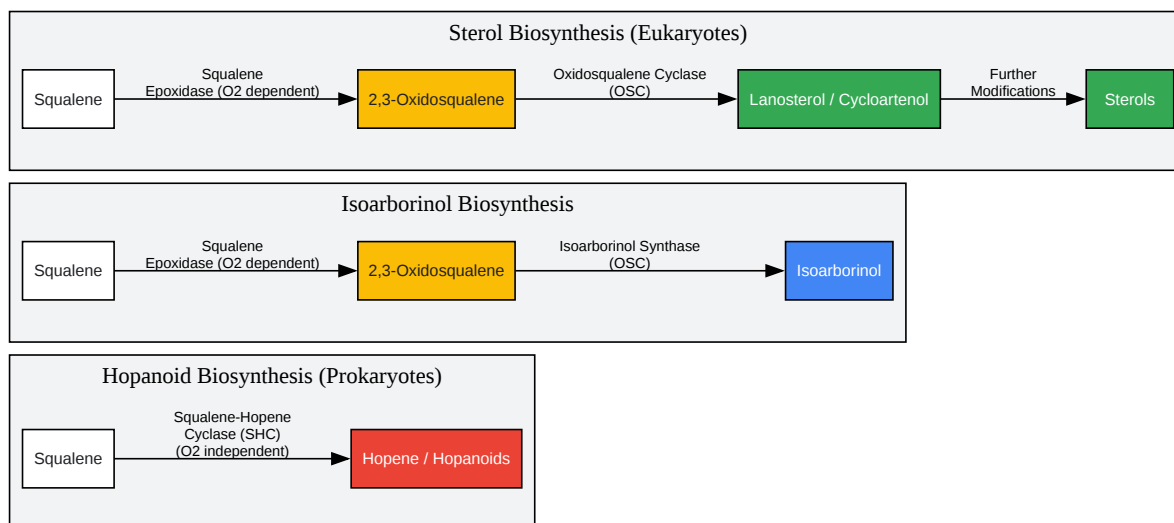 Sterol Biosynthesis (Eukaryotes)
Squalene
Squalene
Epoxidase (O2 dependent)
2,3-Oxidosqualene
Oxidosqualene Cyclase
(OSC)
Lanosterol / Cycloartenol
Further
Modifications
Sterols
Isoarborinol Biosynthesis
Squalene
Squalene
Epoxidase (O2 dependent)
2,3-Oxidosqualene
Isoarborinol Synthase
(OSC)
Isoarborinol
Hopanoid Biosynthesis (Prokaryotes)
Squalene
Squalene-Hopene
Cyclase (SHC)
(O2 independent)
Hopene / Hopanoids